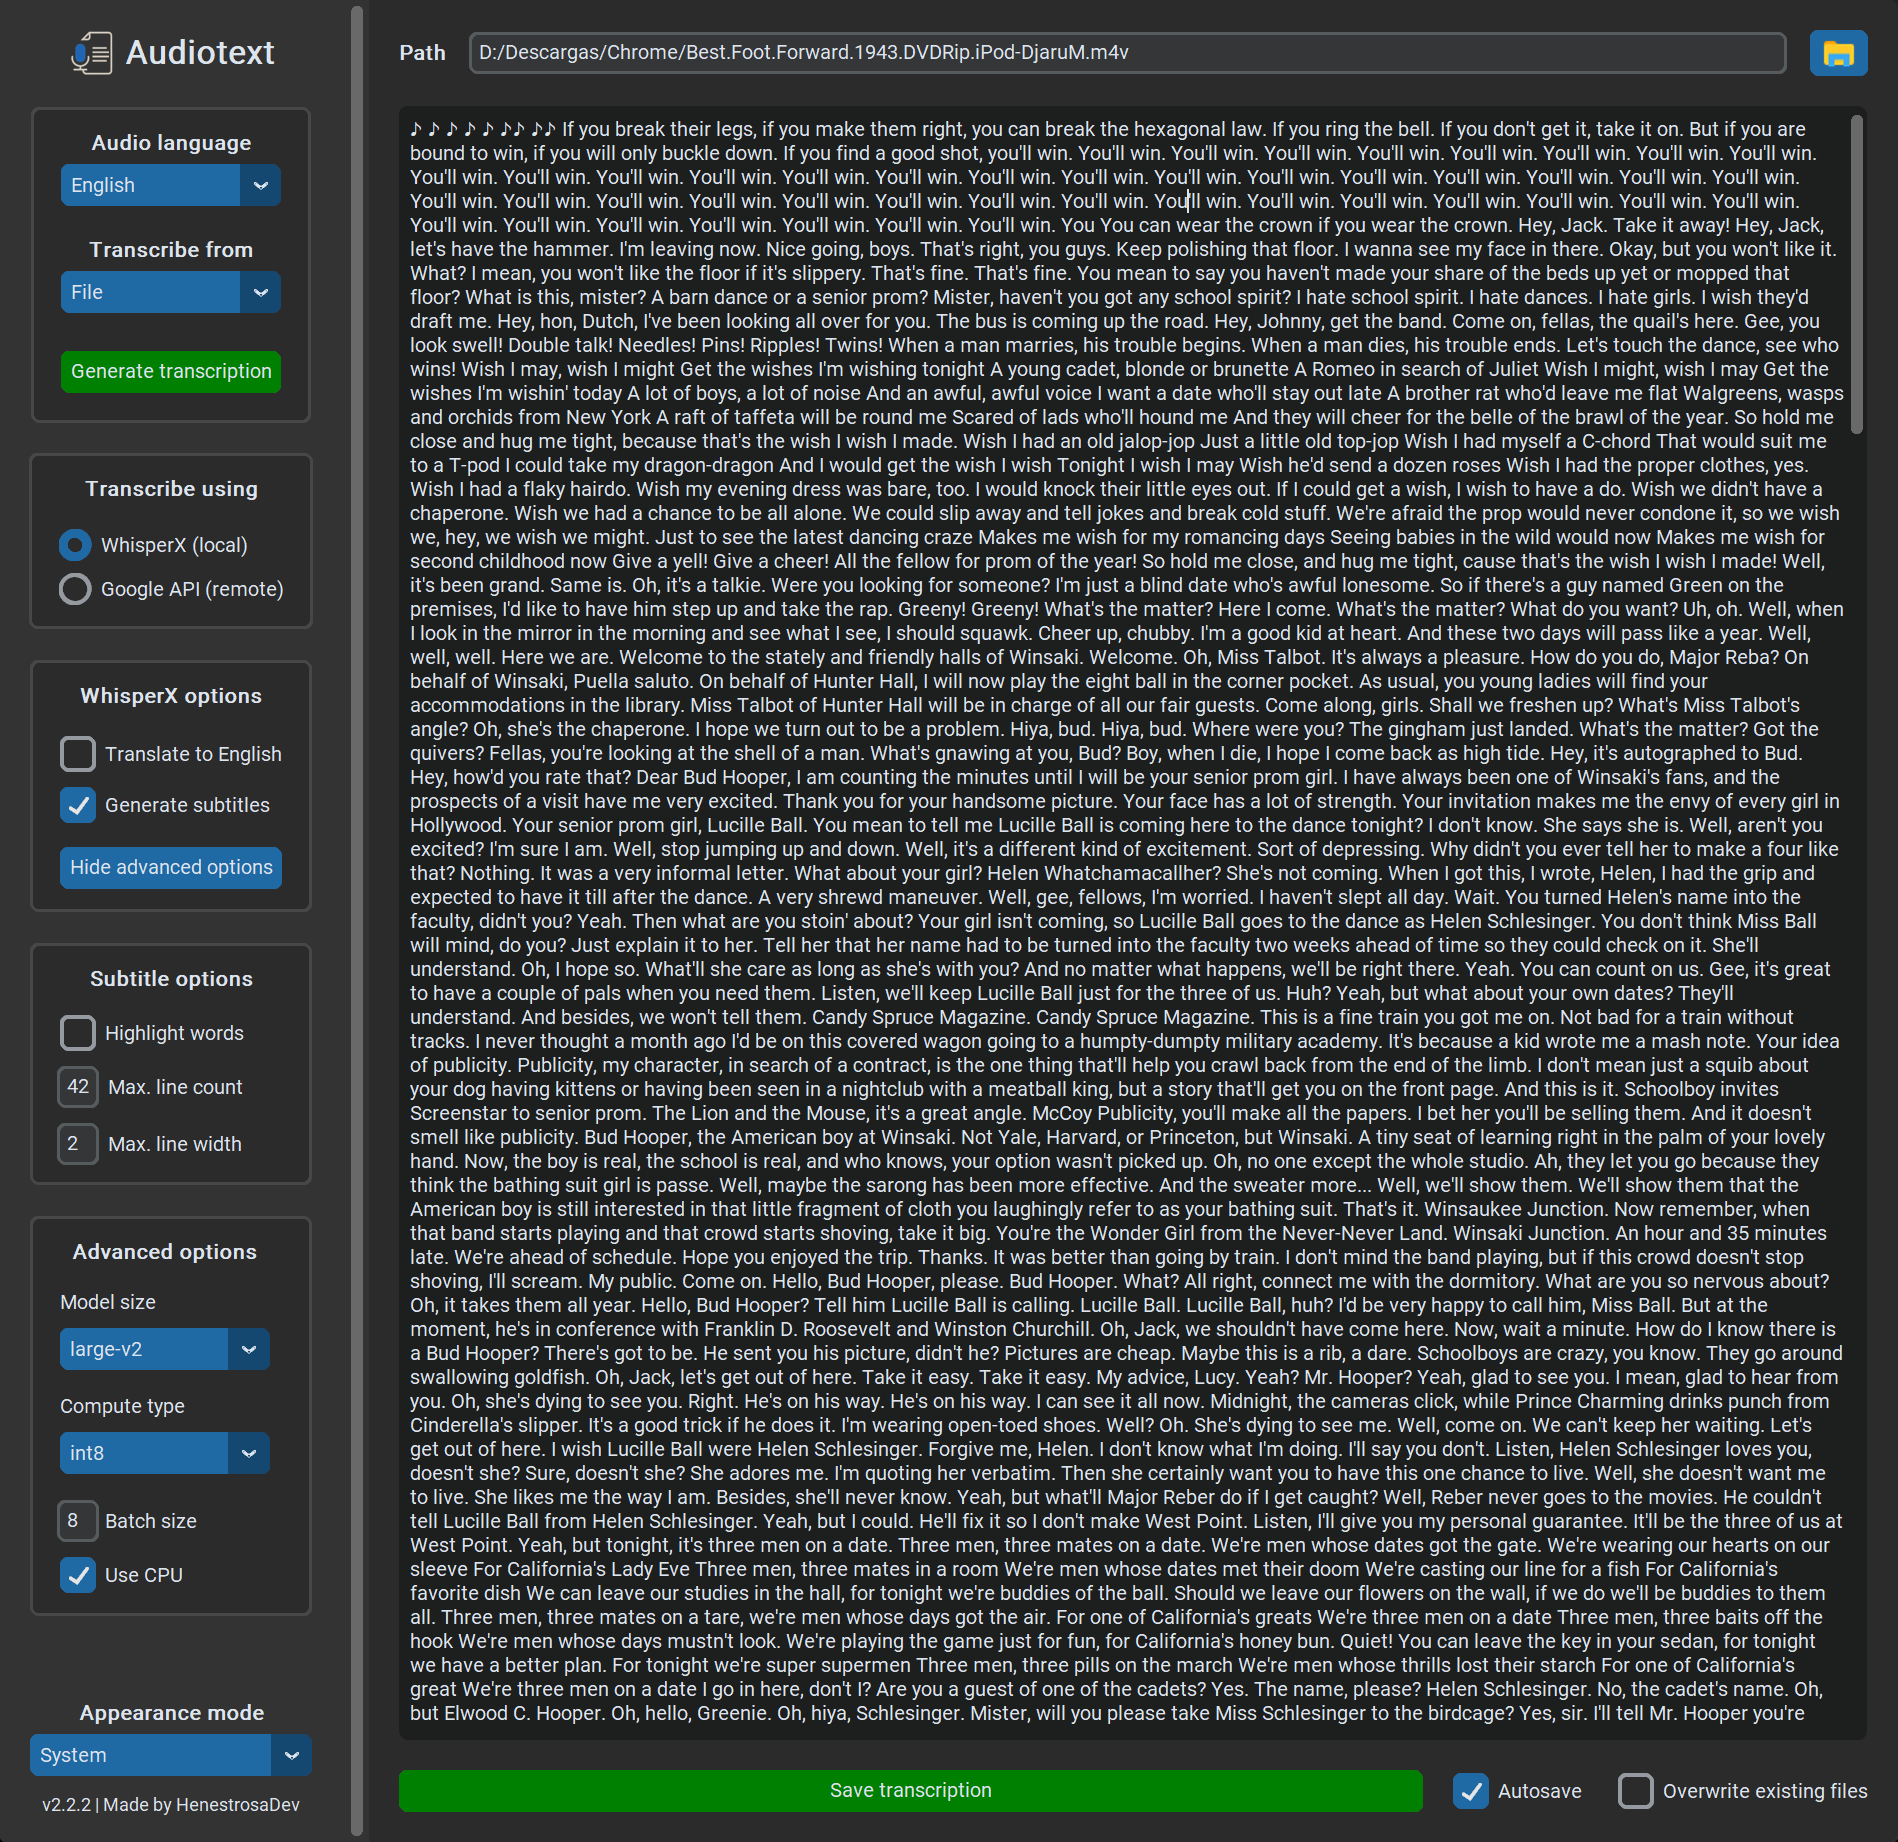 Audiotext
Audio language
English
Transcribe from
File
Generate transcription
Transcribe using
WhisperX (local)
Google API (remote)
WhisperX options
Translate to English
Generate subtitles
Hide advanced options
Subtitle options
Highlight words
42 Max. line count
2 Max. line width
Advanced options
Model size
large-v2
Compute type
int8
8 Batch size
Use CPU
Appearance mode
System
v2.2.2 | Made by HenestrosaDev
Path D:/Descargas/Chrome/Best.Foot.Forward.1943.DVDRip.iPod-DjaruM.m4v
♪ ♪ ♪ ♪ ♪ ♪♪ ♪♪ If you break their legs, if you make them right, you can break the hexagonal law. If you ring the bell. If you don't get it, take it on. But if you are
bound to win, if you will only buckle down. If you find a good shot, you'll win. You'll win. You'll win. You'll win. You'll win. You'll win. You'll win. You'll win. You'll win.
You'll win. You'll win. You'll win. You'll win. You'll win. You'll win. You'll win. You'll win. You'll win. You'll win. You'll win. You'll win. You'll win. You'll win. You'll win.
You'll win. You'll win. You'll win. You'll win. You'll win. You'll win. You'll win. You'll win. You'll win. You'll win. You'll win. You'll win. You'll win. You'll win. You'll win.
You'll win. You'll win. You'll win. You'll win. You'll win. You'll win. You'll win. You You can wear the crown if you wear the crown. Hey, Jack. Take it away! Hey, Jack,
let's have the hammer. I'm leaving now. Nice going, boys. That's right, you guys. Keep polishing that floor. I wanna see my face in there. Okay, but you won't like it.
What? I mean, you won't like the floor if it's slippery. That's fine. That's fine. You mean to say you haven't made your share of the beds up yet or mopped that
floor? What is this, mister? A barn dance or a senior prom? Mister, haven't you got any school spirit? I hate school spirit. I hate dances. I hate girls. I wish they'd
draft me. Hey, hon, Dutch, I've been looking all over for you. The bus is coming up the road. Hey, Johnny, get the band. Come on, fellas, the quail's here. Gee, you
look swell! Double talk! Needles! Pins! Ripples! Twins! When a man marries, his trouble begins. When a man dies, his trouble ends. Let's touch the dance, see who
wins! Wish I may, wish I might Get the wishes I'm wishing tonight A young cadet, blonde or brunette A Romeo in search of Juliet Wish I might, wish I may Get the
wishes I'm wishin' today A lot of boys, a lot of noise And an awful, awful voice I want a date who'll stay out late A brother rat who'd leave me flat Walgreens, wasps
and orchids from New York A raft of taffeta will be round me Scared of lads who'll hound me And they will cheer for the belle of the brawl of the year. So hold me
close and hug me tight, because that's the wish I wish I made. Wish I had an old jalop-jop Just a little old top-jop Wish I had myself a C-chord That would suit me
to a T-pod I could take my dragon-dragon And I would get the wish I wish Tonight I wish I may Wish he'd send a dozen roses Wish I had the proper clothes, yes.
Wish I had a flaky hairdo. Wish my evening dress was bare, too. I would knock their little eyes out. If I could get a wish, I wish to have a do. Wish we didn't have a
chaperone. Wish we had a chance to be all alone. We could slip away and tell jokes and break cold stuff. We're afraid the prop would never condone it, so we wish
we, hey, we wish we might. Just to see the latest dancing craze Makes me wish for my romancing days Seeing babies in the wild would now Makes me wish for
second childhood now Give a yell! Give a cheer! All the fellow for prom of the year! So hold me close, and hug me tight, cause that's the wish I wish I made! Well,
it's been grand. Same is. Oh, it's a talkie. Were you looking for someone? I'm just a blind date who's awful lonesome. So if there's a guy named Green on the
premises, I'd like to have him step up and take the rap. Greeny! Greeny! What's the matter? Here I come. What's the matter? What do you want? Uh, oh. Well, when
I look in the mirror in the morning and see what I see, I should squawk. Cheer up, chubby. I'm a good kid at heart. And these two days will pass like a year. Well,
well, well. Here we are. Welcome to the stately and friendly halls of Winsaki. Welcome. Oh, Miss Talbot. It's always a pleasure. How do you do, Major Reba? On
behalf of Winsaki, Puella saluto. On behalf of Hunter Hall, I will now play the eight ball in the corner pocket. As usual, you young ladies will find your
accommodations in the library. Miss Talbot of Hunter Hall will be in charge of all our fair guests. Come along, girls. Shall we freshen up? What's Miss Talbot's
angle? Oh, she's the chaperone. I hope we turn out to be a problem. Hiya, bud. Hiya, bud. Where were you? The gingham just landed. What's the matter? Got the
quivers? Fellas, you're looking at the shell of a man. What's gnawing at you, Bud? Boy, when I die, I hope I come back as high tide. Hey, it's autographed to Bud.
Hey, how'd you rate that? Dear Bud Hooper, I am counting the minutes until I will be your senior prom girl. I have always been one of Winsaki's fans, and the
prospects of a visit have me very excited. Thank you for your handsome picture. Your face has a lot of strength. Your invitation makes me the envy of every girl in
Hollywood. Your senior prom girl, Lucille Ball. You mean to tell me Lucille Ball is coming here to the dance tonight? I don't know. She says she is. Well, aren't you
excited? I'm sure I am. Well, stop jumping up and down. Well, it's a different kind of excitement. Sort of depressing. Why didn't you ever tell her to make a four like
that? Nothing. It was a very informal letter. What about your girl? Helen Whatchamacallher? She's not coming. When I got this, I wrote, Helen, I had the grip and
expected to have it till after the dance. A very shrewd maneuver. Well, gee, fellows, I'm worried. I haven't slept all day. Wait. You turned Helen's name into the
faculty, didn't you? Yeah. Then what are you stoin' about? Your girl isn't coming, so Lucille Ball goes to the dance as Helen Schlesinger. You don't think Miss Ball
will mind, do you? Just explain it to her. Tell her that her name had to be turned into the faculty two weeks ahead of time so they could check on it. She'll
understand. Oh, I hope so. What'll she care as long as she's with you? And no matter what happens, we'll be right there. Yeah. You can count on us. Gee, it's great
to have a couple of pals when you need them. Listen, we'll keep Lucille Ball just for the three of us. Huh? Yeah, but what about your own dates? They'll
understand. And besides, we won't tell them. Candy Spruce Magazine. Candy Spruce Magazine. This is a fine train you got me on. Not bad for a train without
tracks. I never thought a month ago I'd be on this covered wagon going to a humpty-dumpty military academy. It's because a kid wrote me a mash note. Your idea
of publicity. Publicity, my character, in search of a contract, is the one thing that'll help you crawl back from the end of the limb. I don't mean just a squib about
your dog having kittens or having been seen in a nightclub with a meatball king, but a story that'll get you on the front page. And this is it. Schoolboy invites
Screenstar to senior prom. The Lion and the Mouse, it's a great angle. McCoy Publicity, you'll make all the papers. I bet her you'll be selling them. And it doesn't
smell like publicity. Bud Hooper, the American boy at Winsaki. Not Yale, Harvard, or Princeton, but Winsaki. A tiny seat of learning right in the palm of your lovely
hand. Now, the boy is real, the school is real, and who knows, your option wasn't picked up. Oh, no one except the whole studio. Ah, they let you go because they
think the bathing suit girl is passe. Well, maybe the sarong has been more effective. And the sweater more... Well, we'll show them. We'll show them that the
American boy is still interested in that little fragment of cloth you laughingly refer to as your bathing suit. That's it. Winsaukee Junction. Now remember, when
that band starts playing and that crowd starts shoving, take it big. You're the Wonder Girl from the Never-Never Land. Winsaki Junction. An hour and 35 minutes
late. We're ahead of schedule. Hope you enjoyed the trip. Thanks. It was better than going by train. I don't mind the band playing, but if this crowd doesn't stop
shoving, I'll scream. My public. Come on. Hello, Bud Hooper, please. Bud Hooper. What? All right, connect me with the dormitory. What are you so nervous about?
Oh, it takes them all year. Hello, Bud Hooper? Tell him Lucille Ball is calling. Lucille Ball. Lucille Ball, huh? I'd be very happy to call him, Miss Ball. But at the
moment, he's in conference with Franklin D. Roosevelt and Winston Churchill. Oh, Jack, we shouldn't have come here. Now, wait a minute. How do I know there is
a Bud Hooper? There's got to be. He sent you his picture, didn't he? Pictures are cheap. Maybe this is a rib, a dare. Schoolboys are crazy, you know. They go around
swallowing goldfish. Oh, Jack, let's get out of here. Take it easy. Take it easy. My advice, Lucy. Yeah? Mr. Hooper? Yeah, glad to see you. I mean, glad to hear from
you. Oh, she's dying to see you. Right. He's on his way. He's on his way. I can see it all now. Midnight, the cameras click, while Prince Charming drinks punch from
Cinderella's slipper. It's a good trick if he does it. I'm wearing open-toed shoes. Well? Oh. She's dying to see me. Well, come on. We can't keep her waiting. Let's
get out of here. I wish Lucille Ball were Helen Schlesinger. Forgive me, Helen. I don't know what I'm doing. I'll say you don't. Listen, Helen Schlesinger loves you,
doesn't she? Sure, doesn't she? She adores me. I'm quoting her verbatim. Then she certainly want you to have this one chance to live. Well, she doesn't want me
to live. She likes me the way I am. Besides, she'll never know. Yeah, but what'll Major Reber do if I get caught? Well, Reber never goes to the movies. He couldn't
tell Lucille Ball from Helen Schlesinger. Yeah, but I could. He'll fix it so I don't make West Point. Listen, I'll give you my personal guarantee. It'll be the three of us at
West Point. Yeah, but tonight, it's three men on a date. Three men, three mates on a date. We're men whose dates got the gate. We're wearing our hearts on our
sleeve For California's Lady Eve Three men, three mates in a room We're men whose dates met their doom We're casting our line for a fish For California's
favorite dish We can leave our studies in the hall, for tonight we're buddies of the ball. Should we leave our flowers on the wall, if we do we'll be buddies to them
all. Three men, three mates on a tare, we're men whose days got the air. For one of California's greats We're three men on a date Three men, three baits off the
hook We're men whose days mustn't look. We're playing the game just for fun, for California's honey bun. Quiet! You can leave the key in your sedan, for tonight
we have a better plan. For tonight we're super supermen Three men, three pills on the march We're men whose thrills lost their starch For one of California's
great We're three men on a date I go in here, don't I? Are you a guest of one of the cadets? Yes. The name, please? Helen Schlesinger. No, the cadet's name. Oh,
but Elwood C. Hooper. Oh, hello, Greenie. Oh, hiya, Schlesinger. Mister, will you please take Miss Schlesinger to the birdcage? Yes, sir. I'll tell Mr. Hooper you're
Save transcription
Autosave
Overwrite existing files